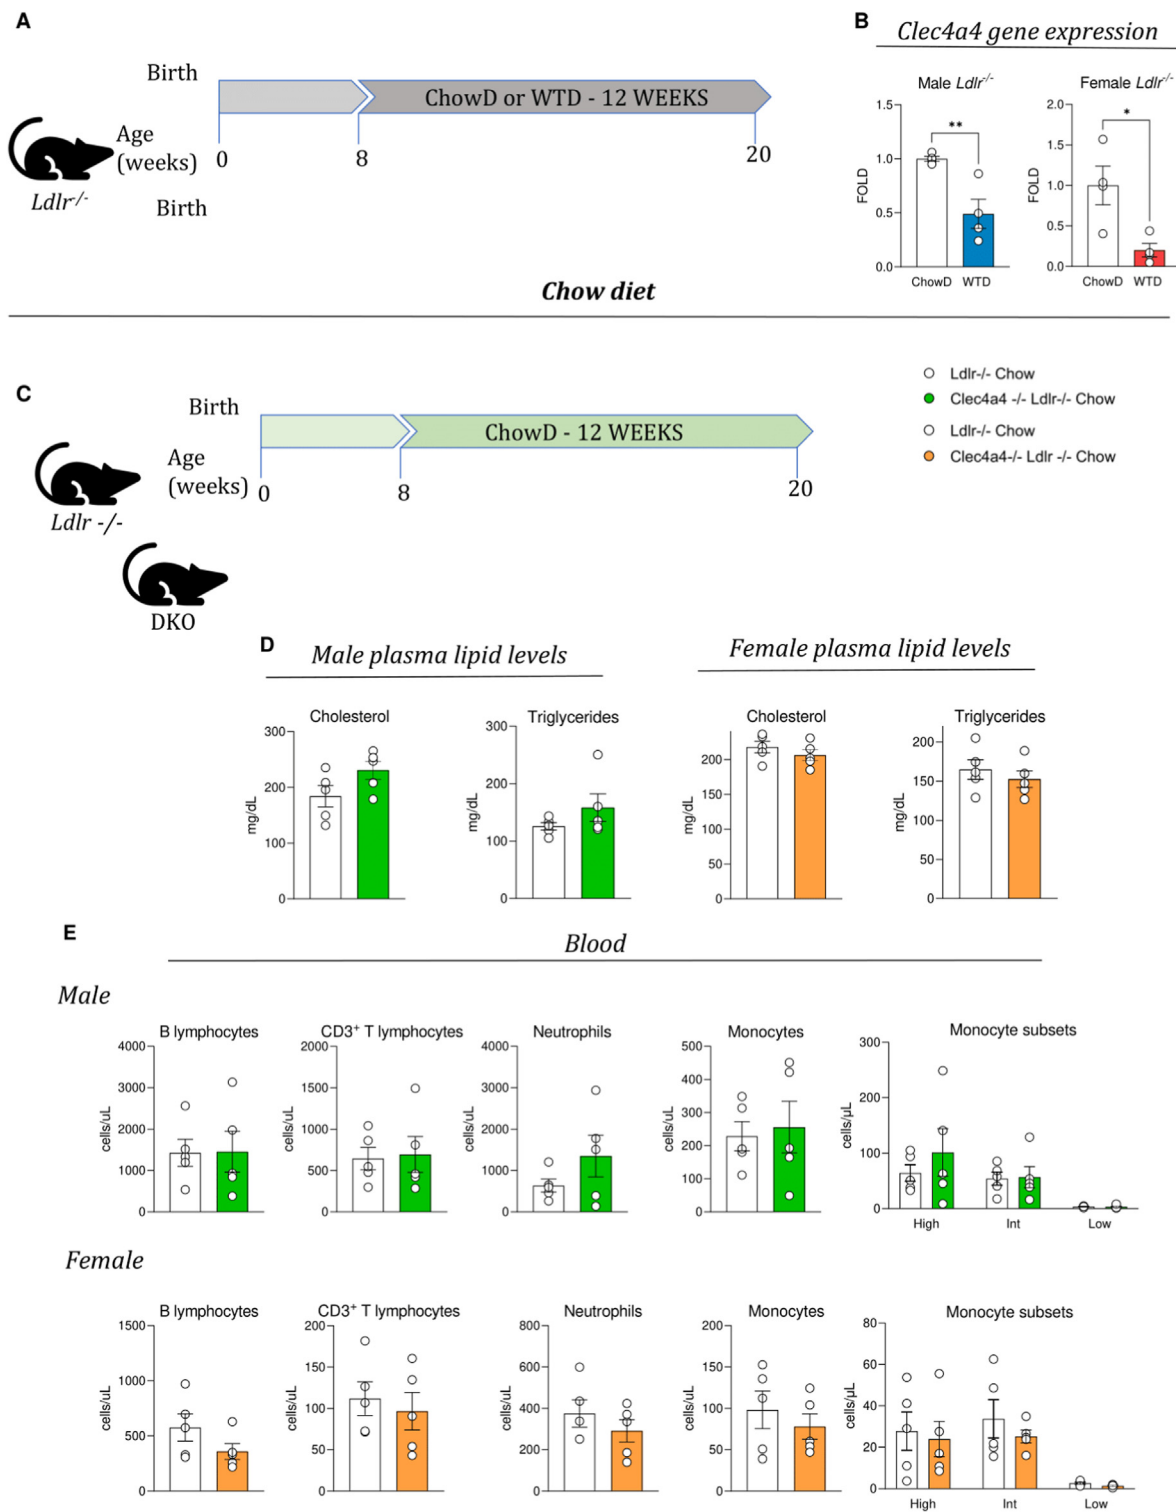 A
Birth
ChowD or WTD - 12 WEEKS
Age
(weeks)
0
8
20
Ldlr-/-
Birth
B
Clec4a4 gene expression
Male Ldlr-/-
Female Ldlr-/-
1.5
1.0
0.5
0.0
FOLD
**
ChowD WTD
2.0
1.5
1.0
0.5
0.0
FOLD
*
ChowD WTD
Chow diet
C
Birth
ChowD - 12 WEEKS
Age
(weeks)
0
8
20
Ldlr -/-
DKO
Ldlr-/- Chow
Clec4a4 -/- Ldlr-/- Chow
Ldlr-/- Chow
Clec4a4-/- Ldlr -/- Chow
D
Male plasma lipid levels
Female plasma lipid levels
Cholesterol
300
200
100
0
mg/dL
Triglycerides
300
200
100
0
mg/dL
Cholesterol
200
150
100
50
0
mg/dL
Triglycerides
200
150
100
50
0
mg/dL
E
Blood
Male
B lymphocytes
4000
3000
2000
1000
0
cells/uL
CD3+ T lymphocytes
2000
1500
1000
500
0
cells/uL
Neutrophils
4000
3000
2000
1000
0
cells/uL
Monocytes
500
400
300
200
100
0
cells/uL
Monocyte subsets
300
200
100
0
cells/µL
High Int Low
Female
B lymphocytes
1500
1000
500
0
cells/uL
CD3+ T lymphocytes
200
150
100
50
0
cells/uL
Neutrophils
800
600
400
200
0
cells/uL
Monocytes
200
150
100
50
0
cells/uL
Monocyte subsets
80
60
40
20
0
cells/µL
High Int Low